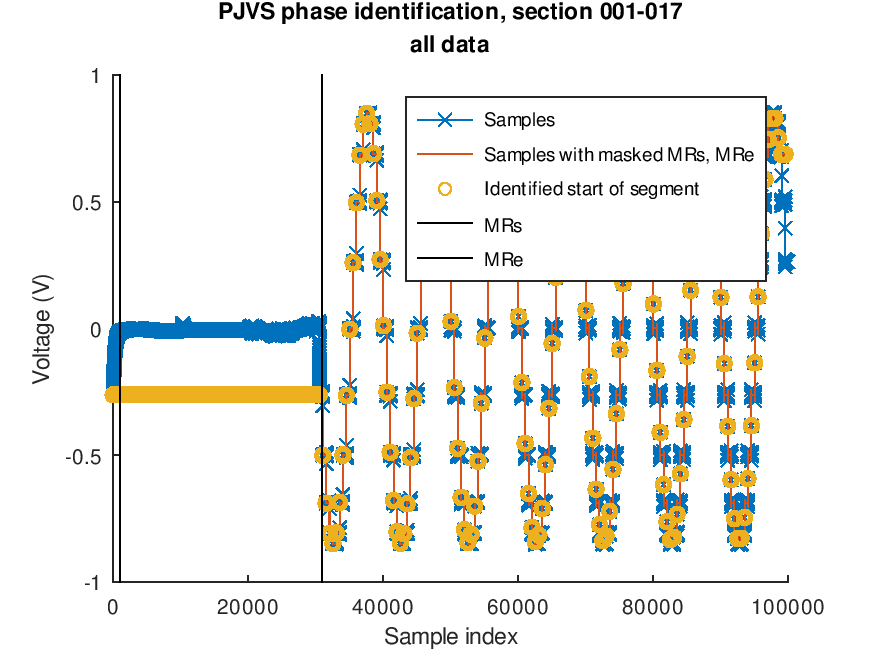 PJVS phase identification, section 001-017
all data
1
0.5
0
-0.5
-1
Voltage (V)
Samples
Samples with masked MRs, MRe
Identified start of segment
MRs
MRe
0
20000
40000
60000
80000
100000
Sample index